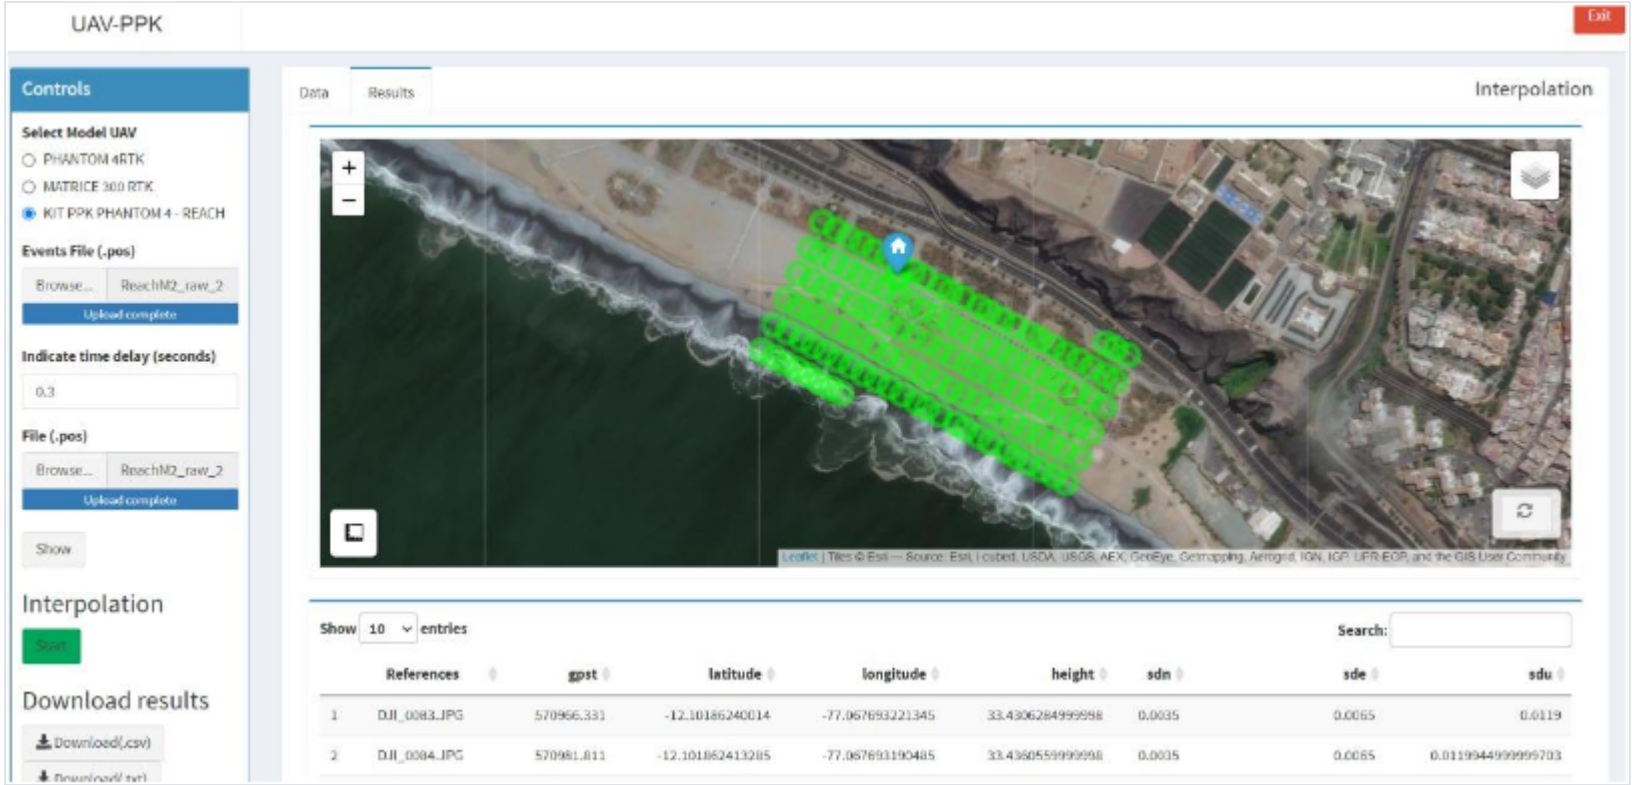 UAV-PPK
Exit
Controls
Select Model UAV
PHANTOM 4RTK
MATRICE 300 RTK
KIT PPK PHANTOM 4 - REACH
Events File (.pos)
Browse... ReachM2_raw_2
Upload complete
Indicate time delay (seconds)
0.3
File (.pos)
Browse... ReachM2_raw_2
Upload complete
Show
Interpolation
Start
Download results
Download(.csv)
Download(.txt)
Data Results Interpolation
+
−
Leaflet | Tiles © Esri — Source: Esri, i-cubed, USDA, USGS, AEX, GeoEye, Getmapping, Aerogrid, IGN, IGP, UPR-EGP, and the GIS User Community
Show 10 entries Search:
References gpst latitude longitude height sdn sde sdu
1 DJI_0083.JPG 570966.331 -12.10186240014 -77.067693221345 33.4306284999998 0.0035 0.0065 0.0119
2 DJI_0084.JPG 570981.811 -12.101862413285 -77.067693190485 33.4360559999998 0.0035 0.0065 0.0119944999999703